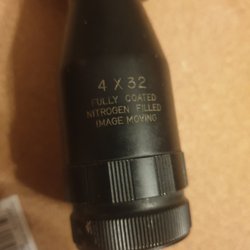 4 X 32
FULLY COATED
NITROGEN FILLED
IMAGE MOVING